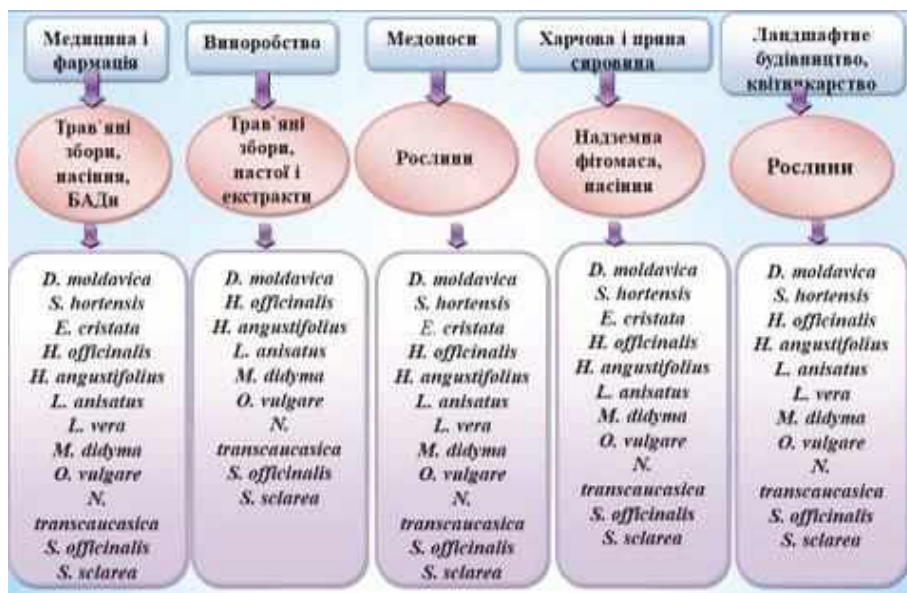 Медицина і
фармація
Виноробство
Медоноси
Харчова і пряна
сировина
Ландшафтне
будівництво,
квітникарство
Трав`яні
збори,
насіння,
БАДи
Трав`яні
збори,
настої і
екстракти
Рослини
Надземна
фітомаса,
насіння
Рослини
D. moldavica
S. hortensis
E. cristata
H. officinalis
H. angustifolius
L. anisatus
L. vera
M. didyma
O. vulgare
N.
transcaucasica
S. officinalis
S. sclarea
D. moldavica
H. officinalis
H. angustifolius
L. anisatus
M. didyma
O. vulgare
N.
transcaucasica
S. officinalis
S. sclarea
D. moldavica
S. hortensis
E. cristata
H. officinalis
H. angustifolius
L. anisatus
L. vera
M. didyma
O. vulgare
N.
transcaucasica
S. officinalis
S. sclarea
D. moldavica
S. hortensis
E. cristata
H. officinalis
H. angustifolius
L. anisatus
M. didyma
O. vulgare
N.
transcaucasica
S. officinalis
S. sclarea
D. moldavica
S. hortensis
H. officinalis
H. angustifolius
L. anisatus
L. vera
M. didyma
O. vulgare
N.
transcaucasica
S. officinalis
S. sclarea